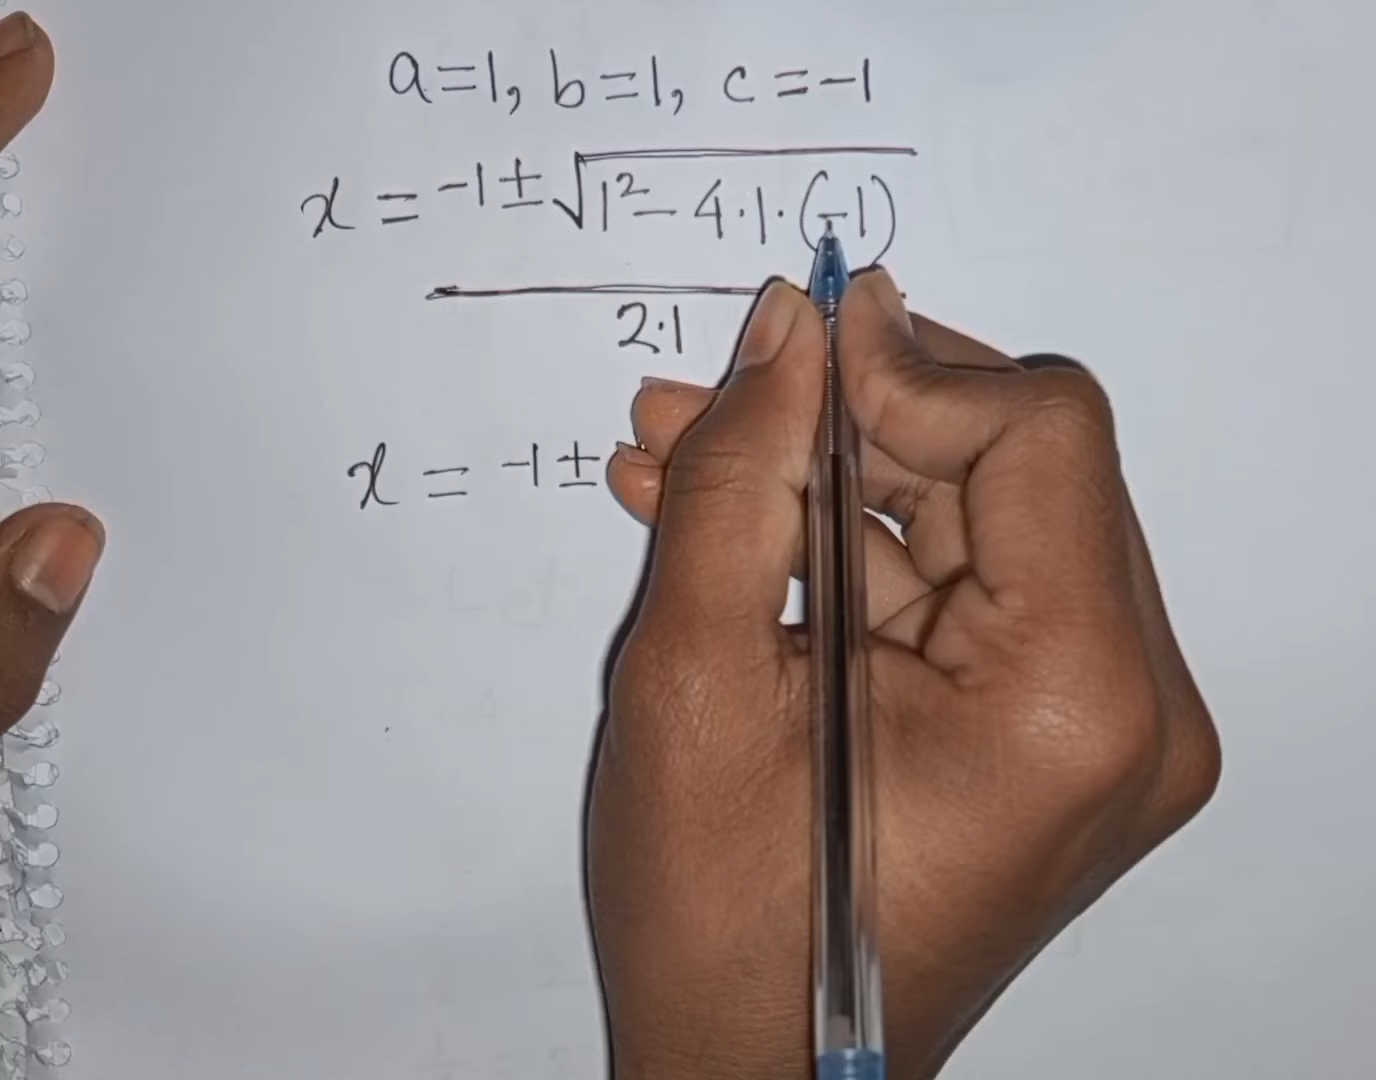 a=1, b=1, c=-1
x = -1 ± √1² - 4·1·(-1)
2·1
x = -1 ±